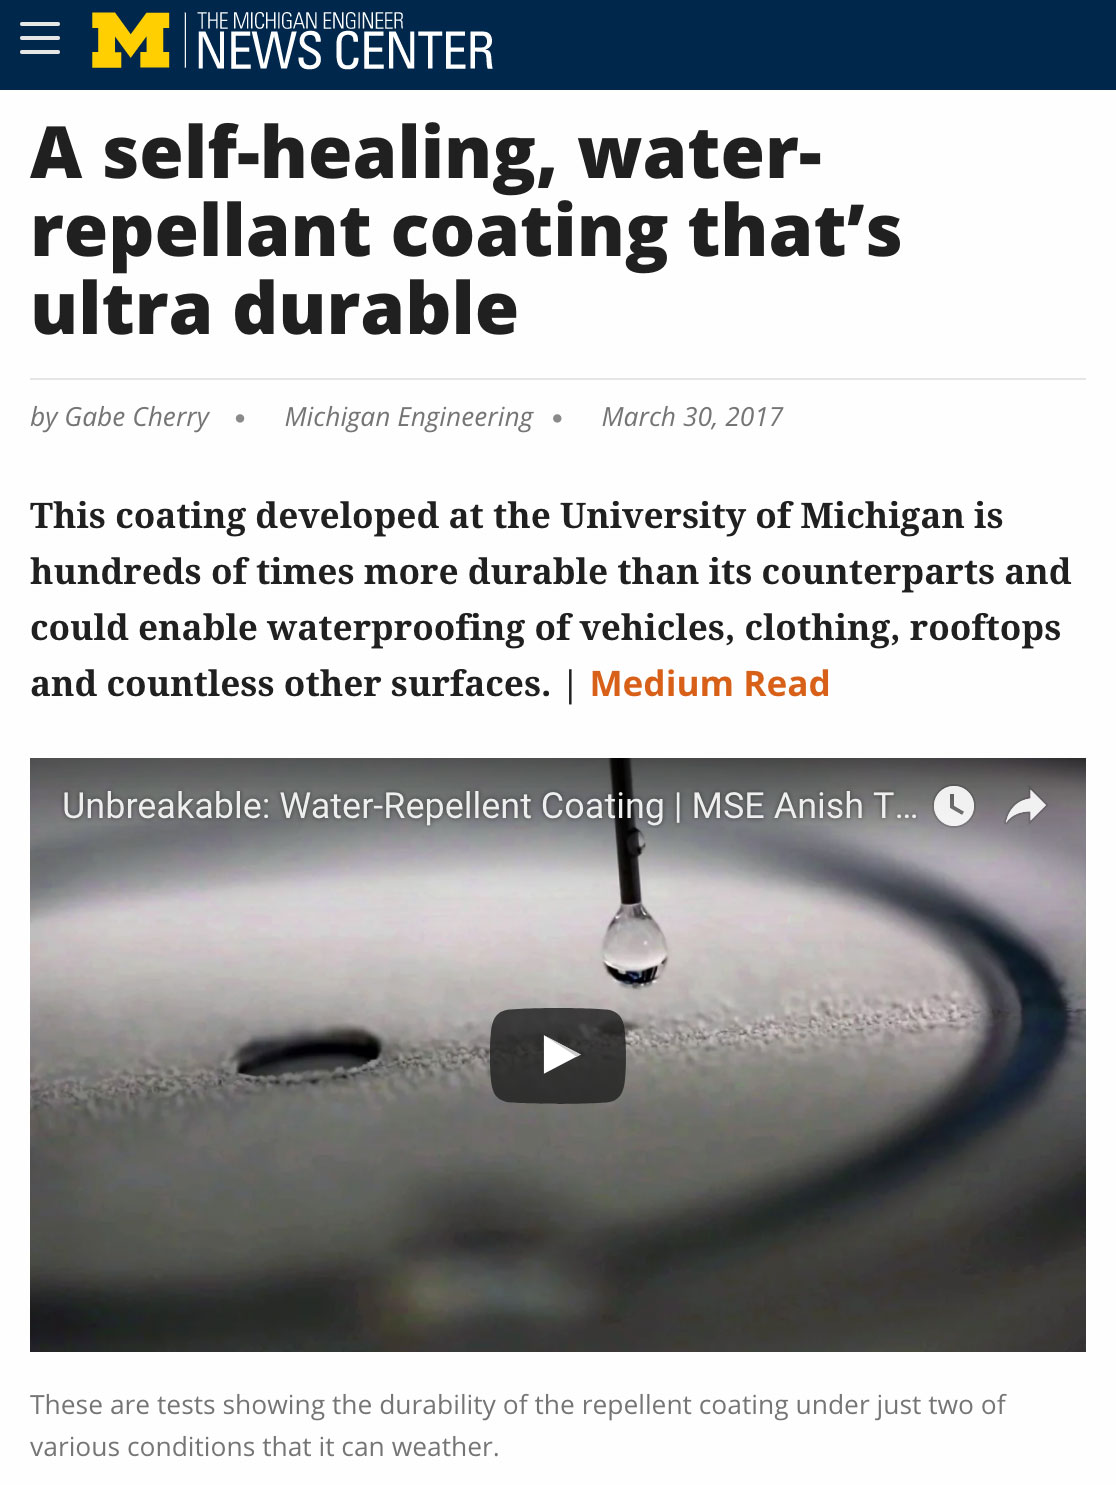 THE MICHIGAN ENGINEER
NEWS CENTER
A self-healing, water-
repellant coating that’s
ultra durable
by Gabe Cherry • Michigan Engineering • March 30, 2017
This coating developed at the University of Michigan is
hundreds of times more durable than its counterparts and
could enable waterproofing of vehicles, clothing, rooftops
and countless other surfaces. | Medium Read
Unbreakable: Water-Repellent Coating | MSE Anish T...
These are tests showing the durability of the repellent coating under just two of
various conditions that it can weather.